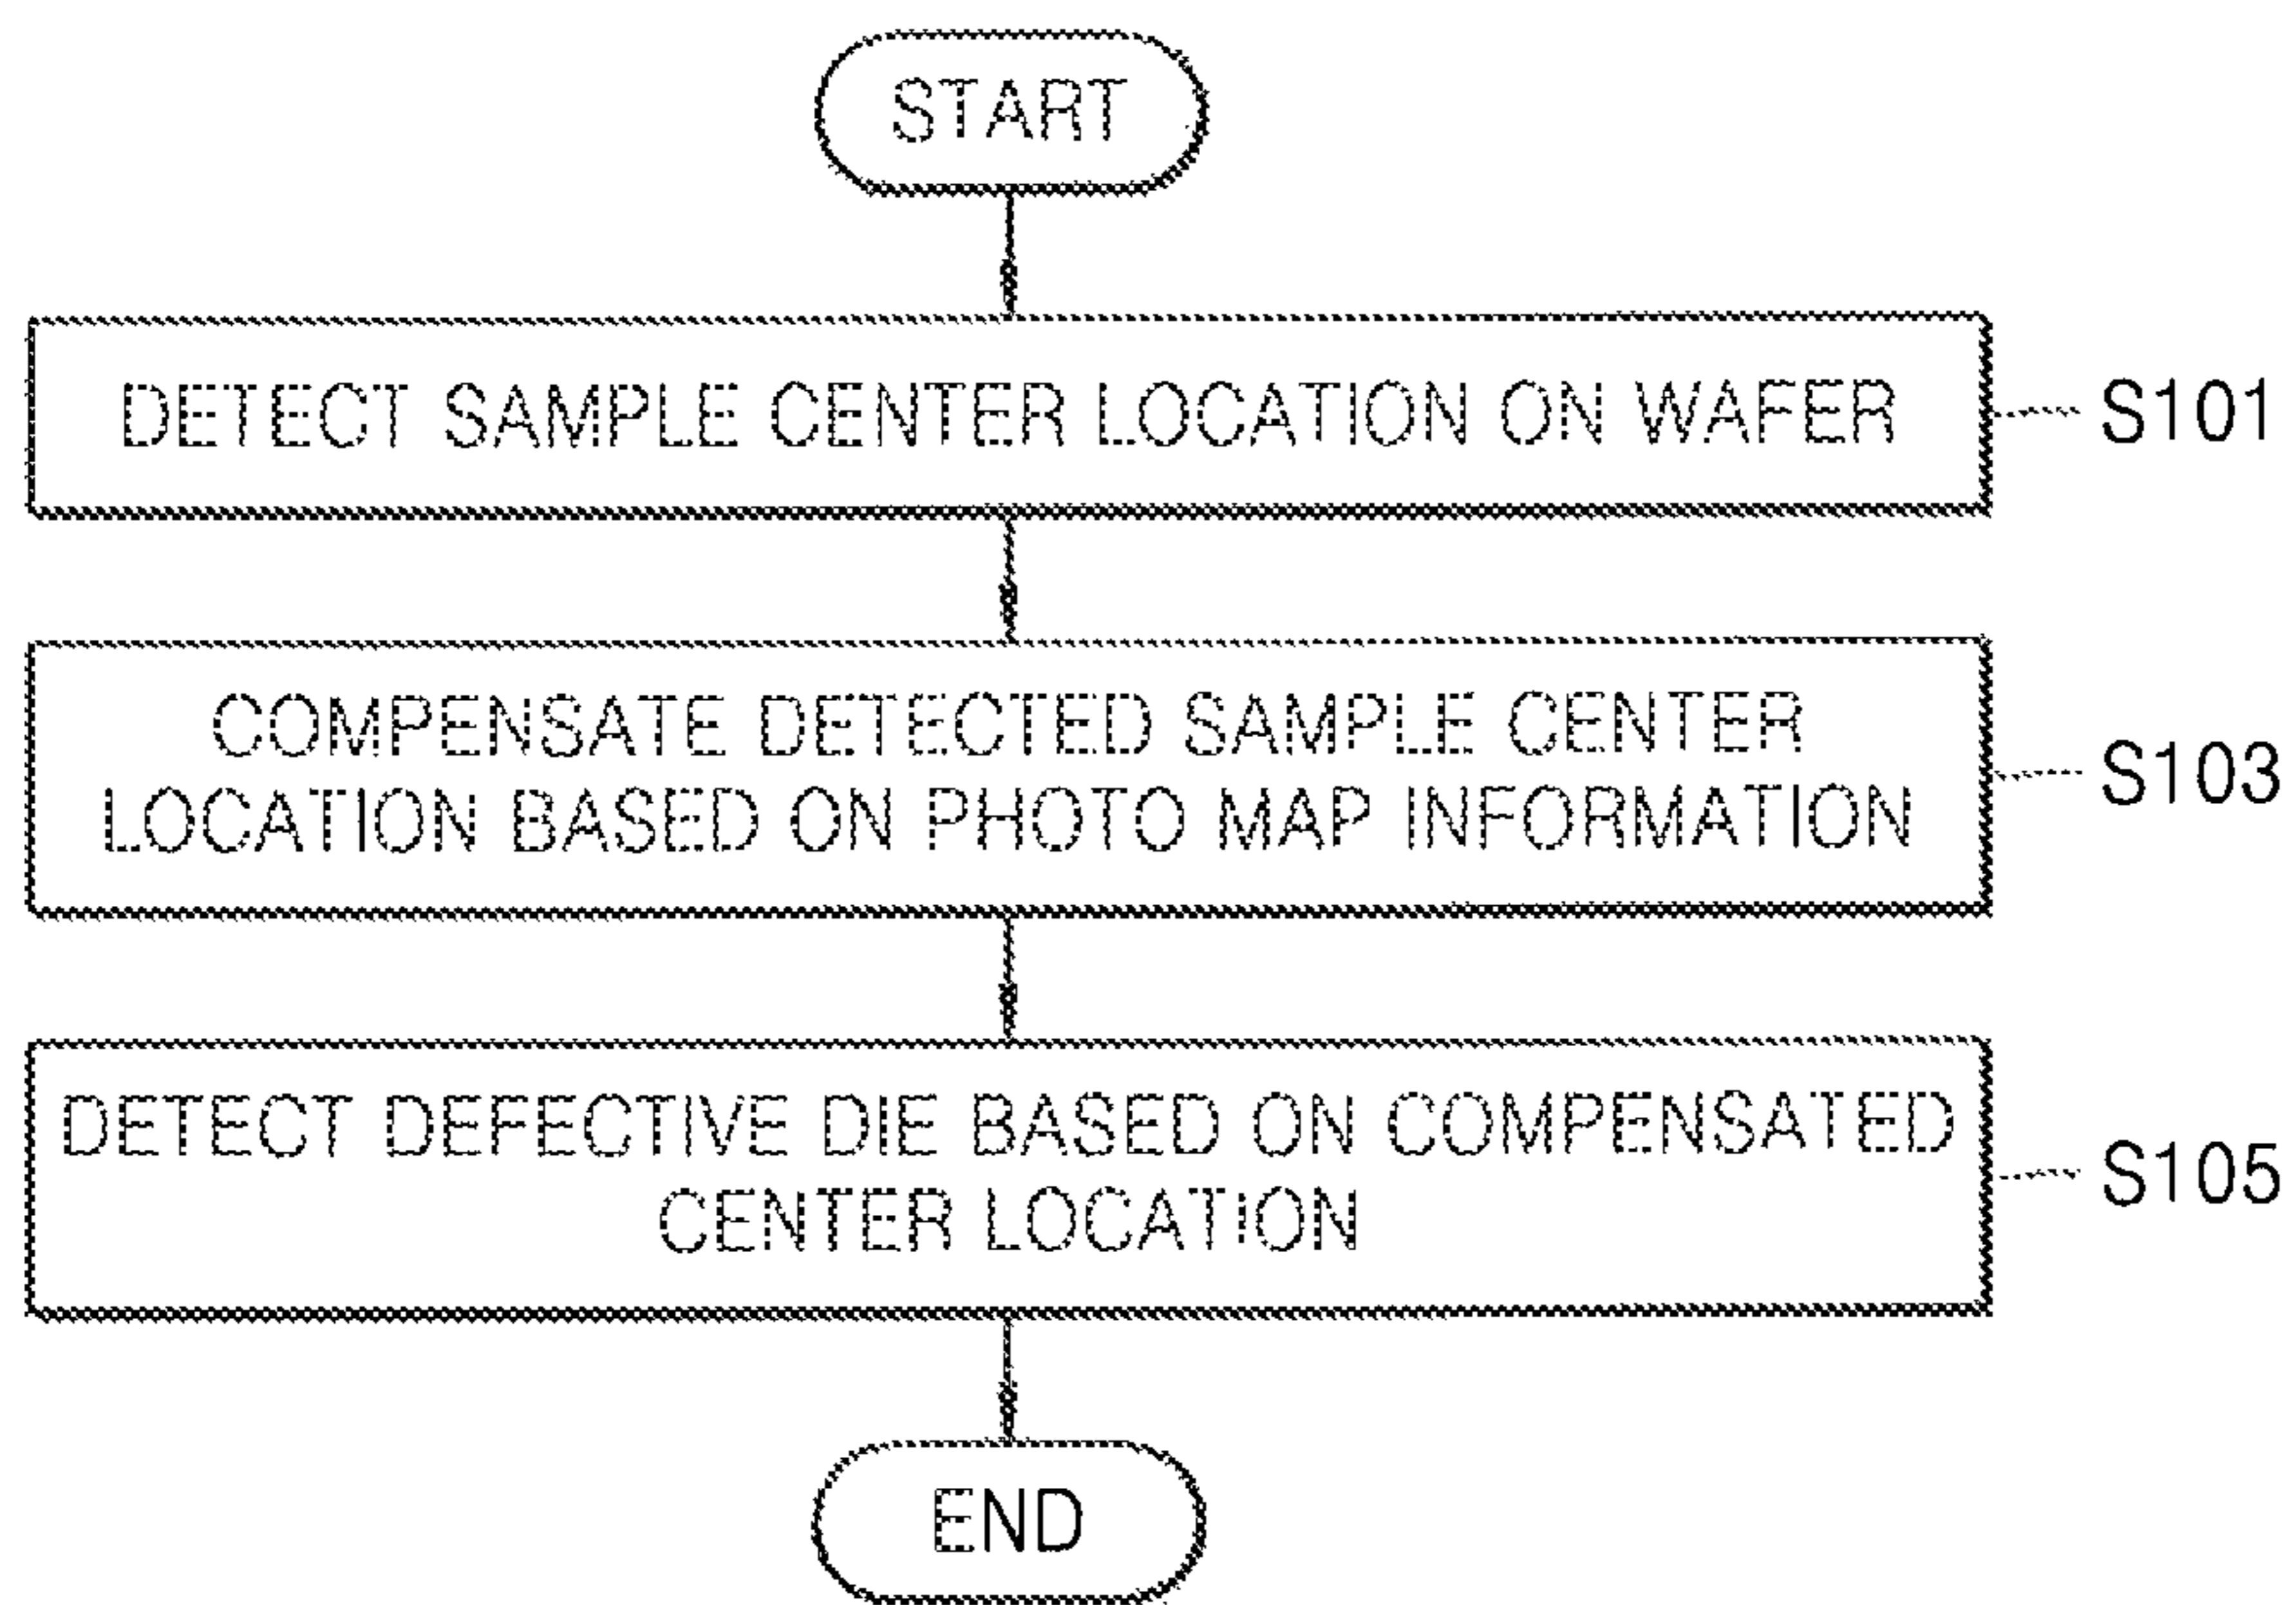 START
DETECT SAMPLE CENTER LOCATION ON WAFER
S101
COMPENSATE DETECTED SAMPLE CENTER
LOCATION BASED ON PHOTO MAP INFORMATION
S103
DETECT DEFECTIVE DIE BASED ON COMPENSATED
CENTER LOCATION
S105
END